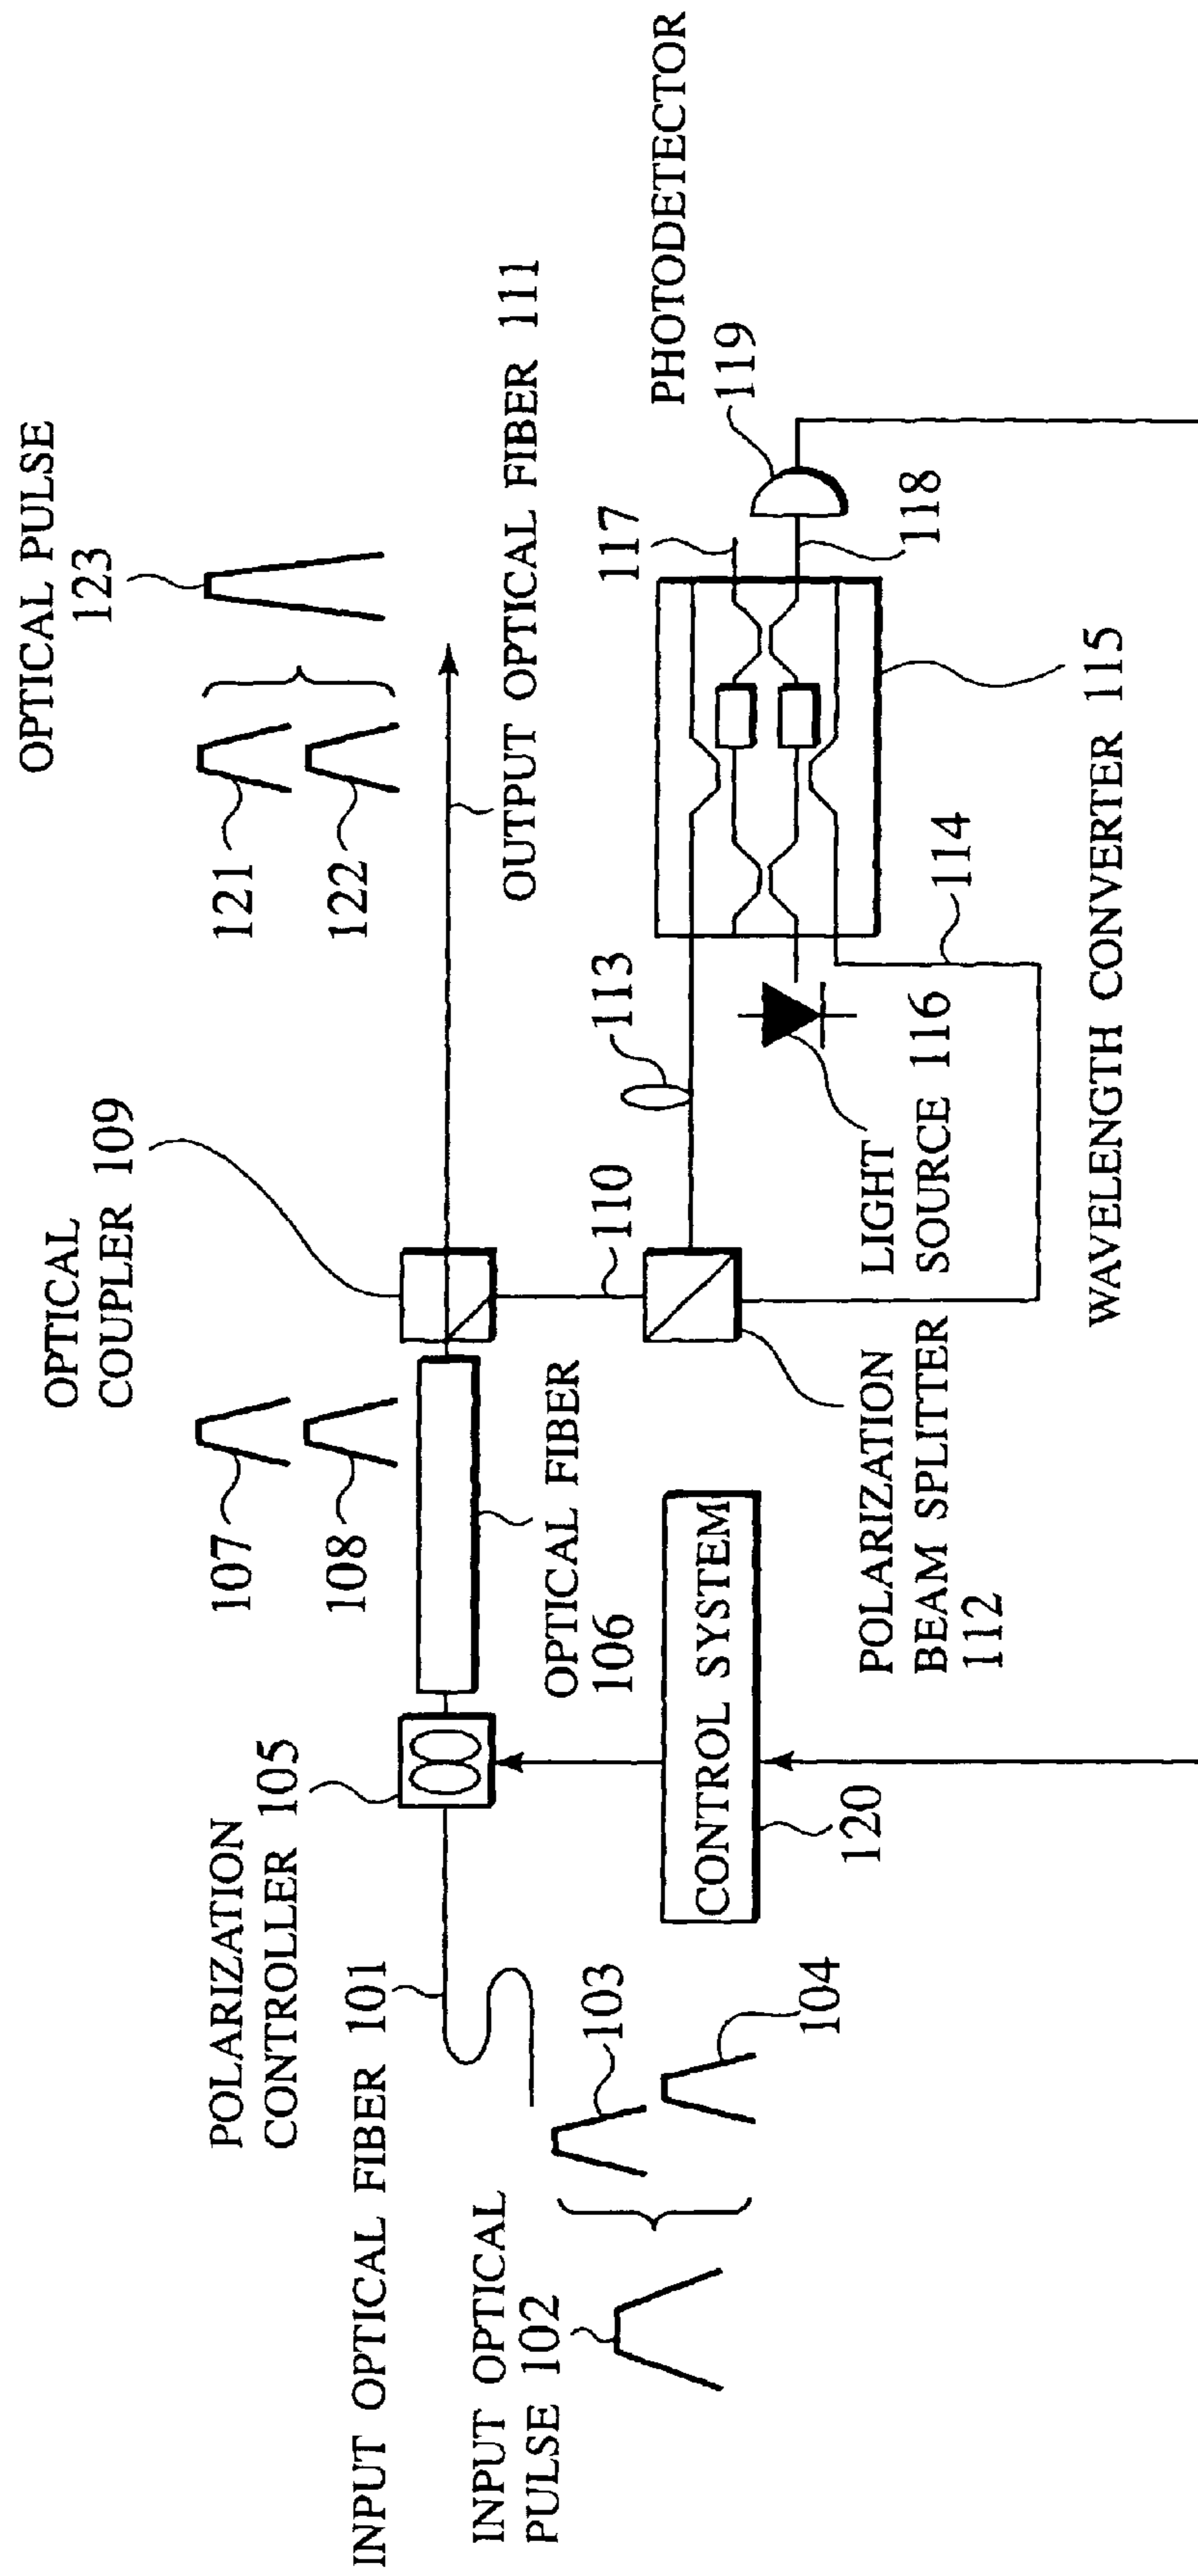 OPTICAL PULSE
123
121
122
OUTPUT OPTICAL FIBER 111
PHOTODETECTOR
119
117
118
WAVELENGTH CONVERTER 115
114
113
LIGHT
SOURCE 116
OPTICAL
COUPLER 109
110
107
108
OPTICAL FIBER
106
POLARIZATION
BEAM SPLITTER
112
POLARIZATION
CONTROLLER 105
CONTROL SYSTEM
120
INPUT OPTICAL FIBER 101
103
104
INPUT OPTICAL
PULSE 102